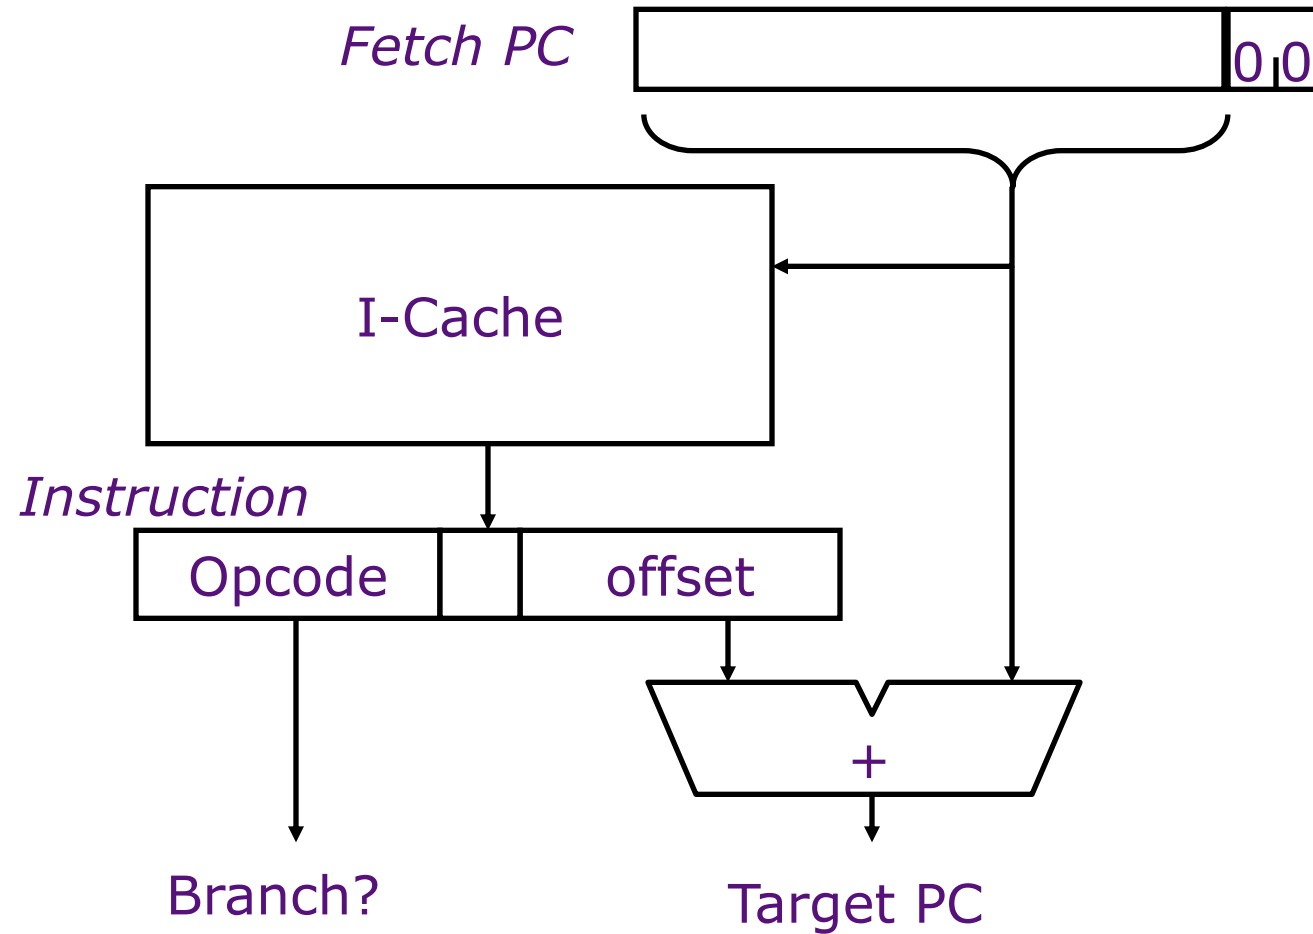 Fetch PC
0 0
I-Cache
Instruction
Opcode offset
+
Branch?
Target PC